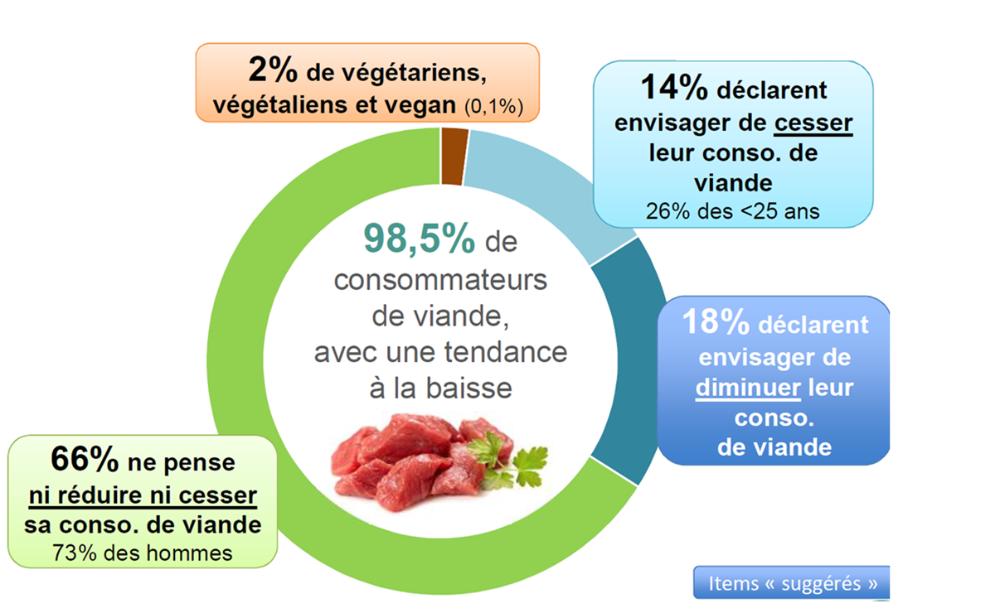 2% de végétariens,
végétaliens et vegan (0,1%)
14% déclarent
envisager de cesser
leur conso. de
viande
26% des <25 ans
98,5% de
consommateurs
de viande,
avec une tendance
à la baisse
18% déclarent
envisager de
diminuer leur
conso.
de viande
66% ne pense
ni réduire ni cesser
sa conso. de viande
73% des hommes
Items « suggérés »